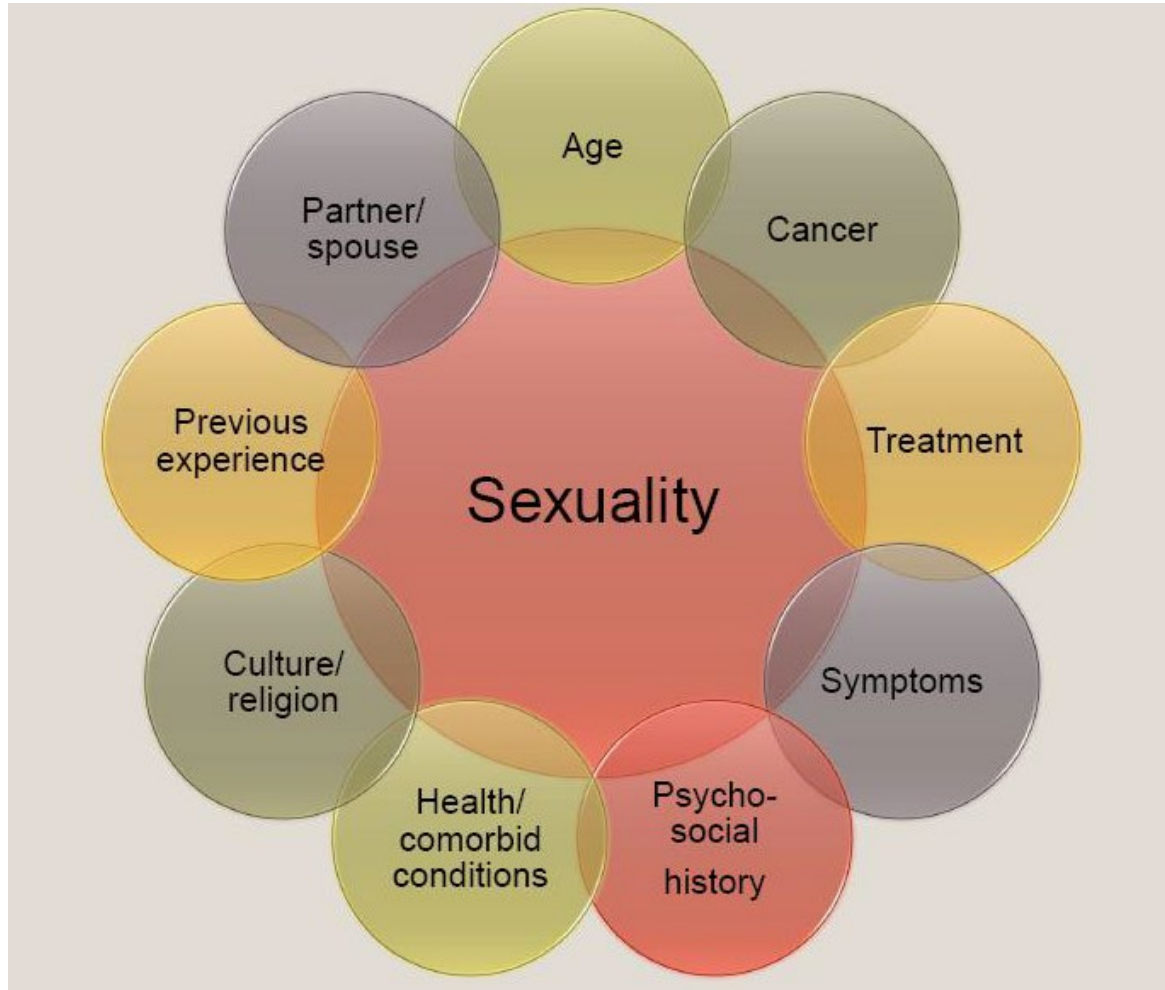 Age
Cancer
Treatment
Symptoms
Psycho-
social
history
Health/
comorbid
conditions
Culture/
religion
Previous
experience
Partner/
spouse
Sexuality